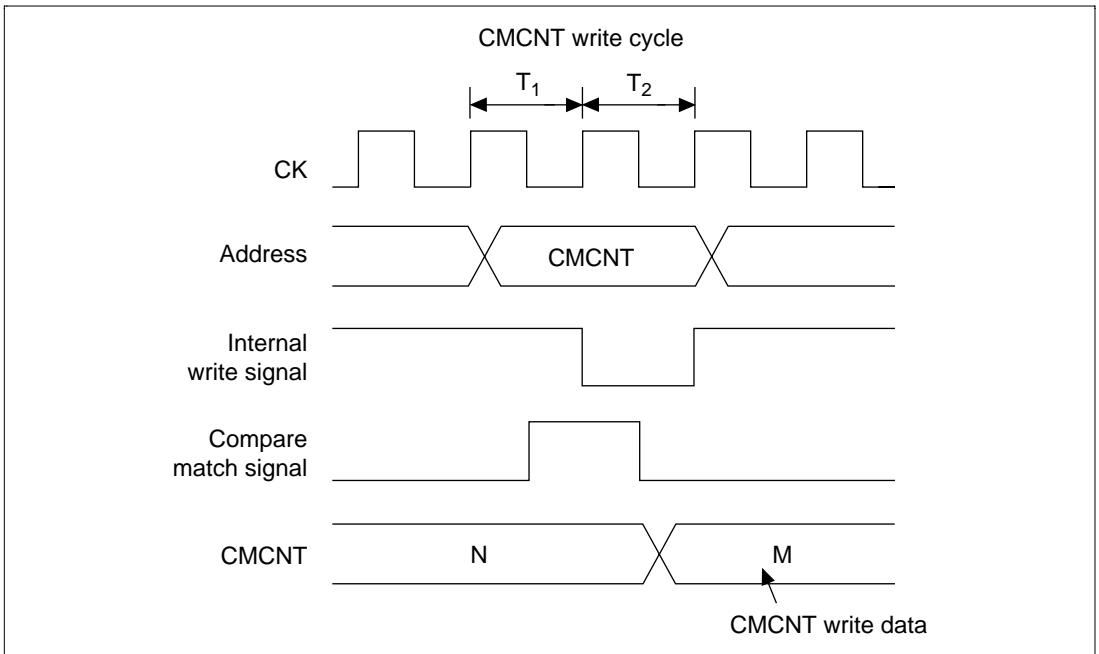 CMCNT write cycle
T1 T2
CK
Address CMCNT
Internal
write signal
Compare
match signal
CMCNT N M
CMCNT write data